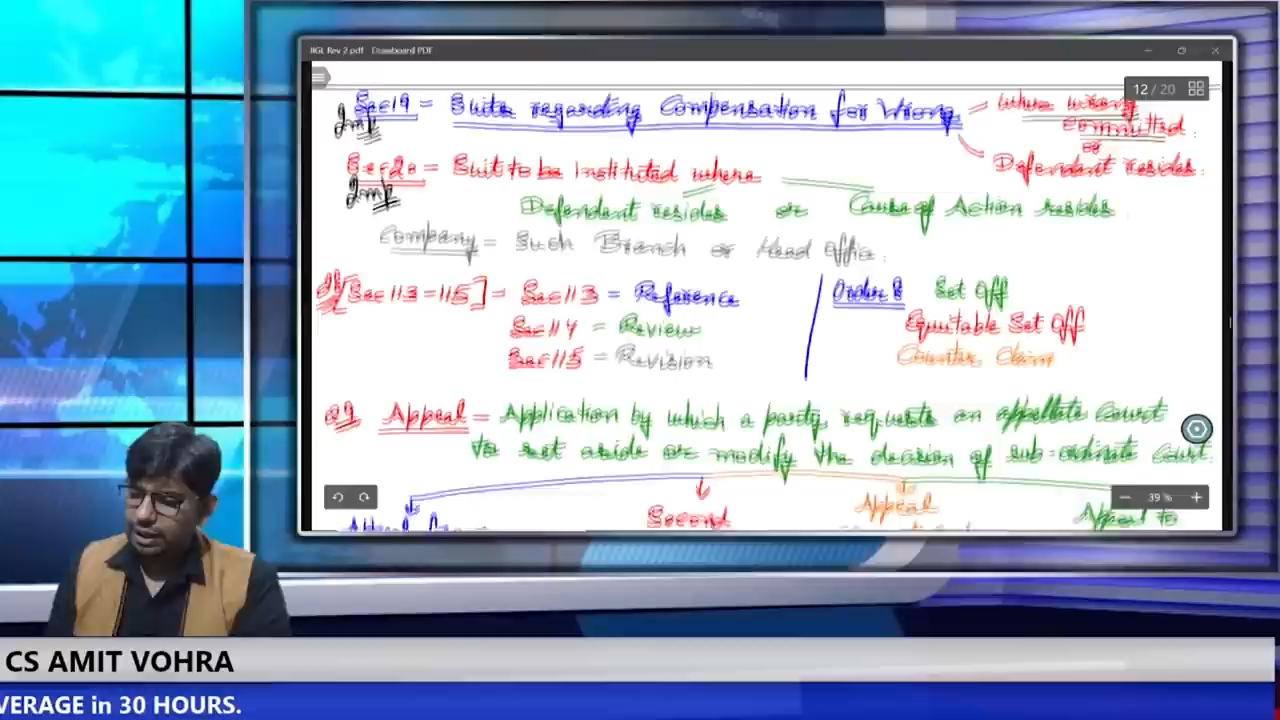 JIGL Rev 2.pdf Drawboard PDF
12 / 20
Sec 19 = Suits regarding Compensation for Wrong – where wrong committed.
Imp
or
Defendant resides.
Sec 20 = Suit to be instituted where
Imp
Defendant resides or Cause of Action resides
Company = Such Branch or Head Office.
[Sec 113 - 115] = Sec 113 = Reference
Sec 114 = Review
Sec 115 = Revision
Order 8 Set Off
Equitable Set Off
Counter Claim
Appeal = Application by which a party requests an appellate Court
to set aside or modify the decision of sub-ordinate Court.
39 %
Second
Appeal
Appeal to
CS AMIT VOHRA
VERAGE in 30 HOURS.